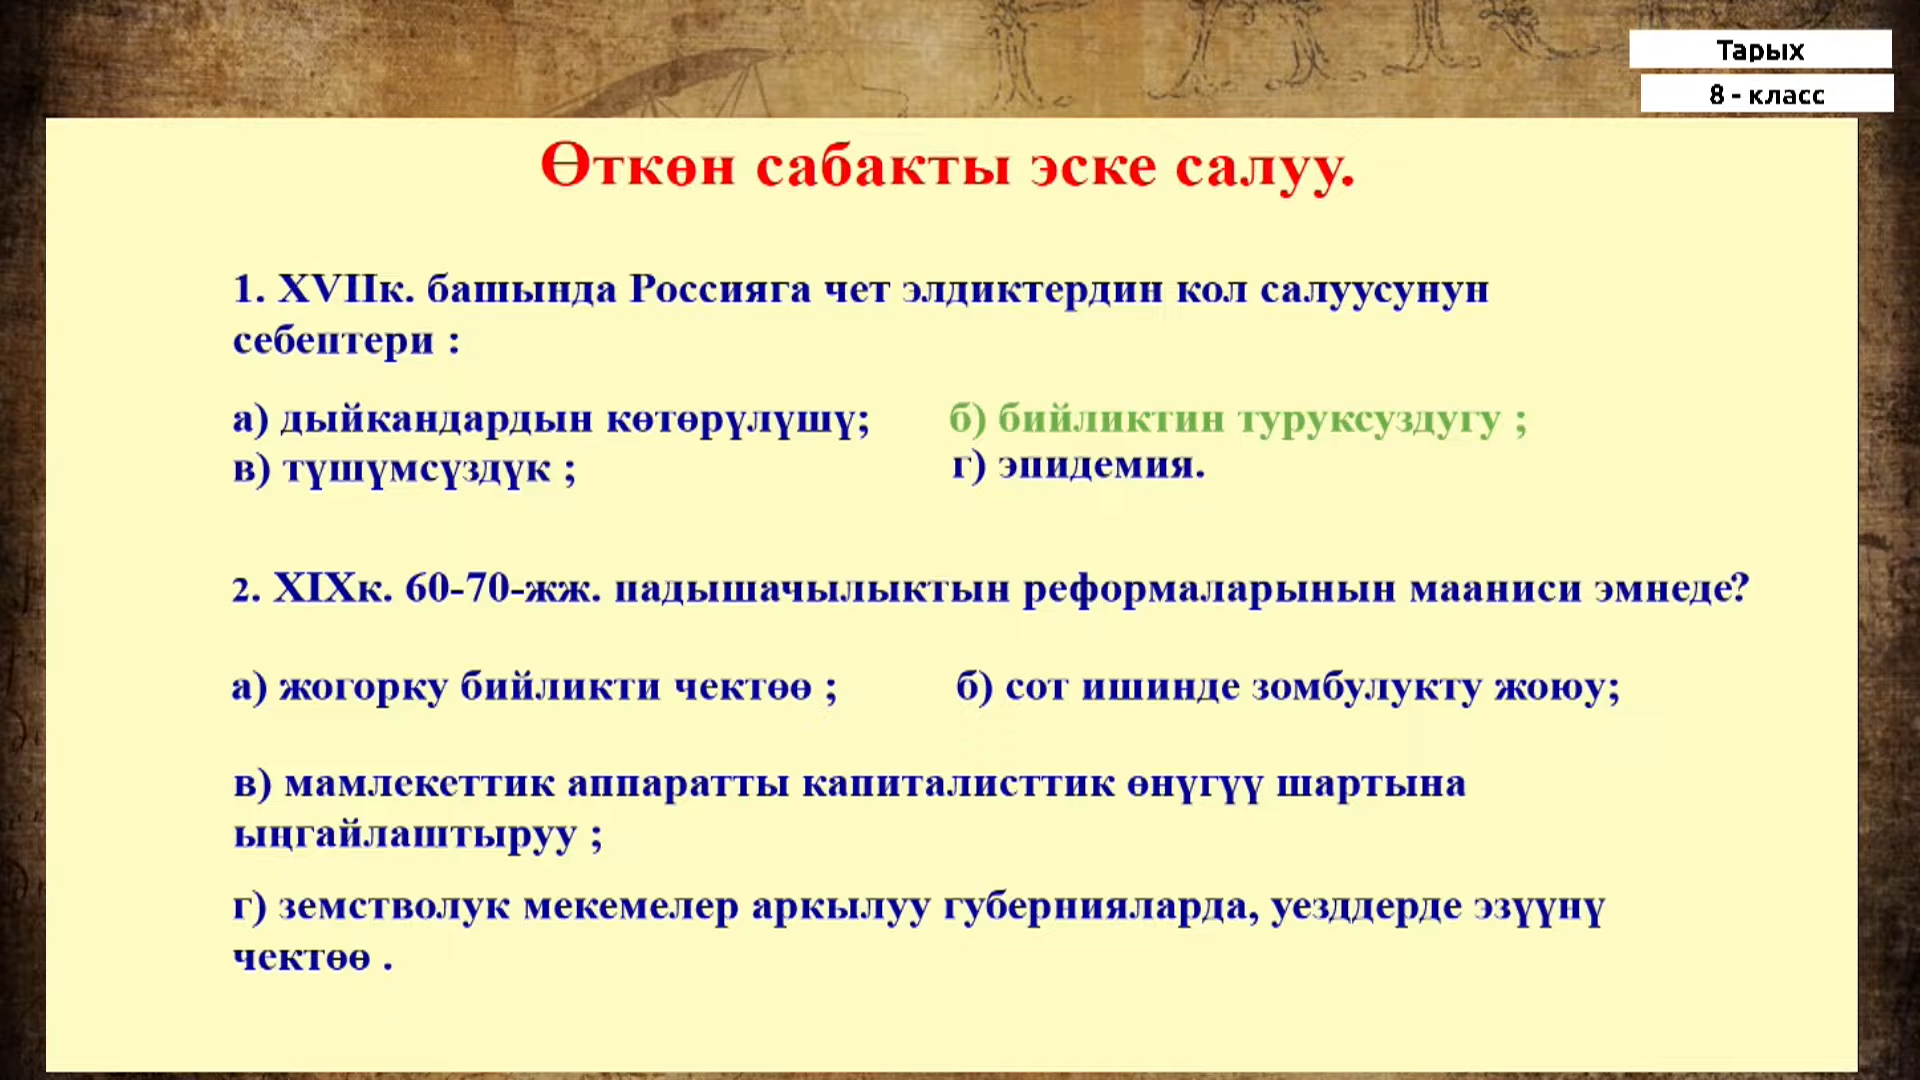 Тарых
8 - класс
Өткөн сабакты эске салуу.
1. XVIIк. башында Россияга чет элдиктердин кол салуусунун
себептери :
а) дыйкандардын көтөрүлүшү; б) бийликтин туруксуздугу ;
в) түшүмсүздүк ; г) эпидемия.
2. XIXк. 60-70-жж. падышачылыктын реформаларынын мааниси эмнеде?
а) жогорку бийликти чектөө ; б) сот ишинде зомбулукту жоюу;
в) мамлекеттик аппаратты капиталисттик өнүгүү шартына
ыңгайлаштыруу ;
г) земстволук мекемелер аркылуу губернияларда, уезддерде эзүүнү
чектөө .